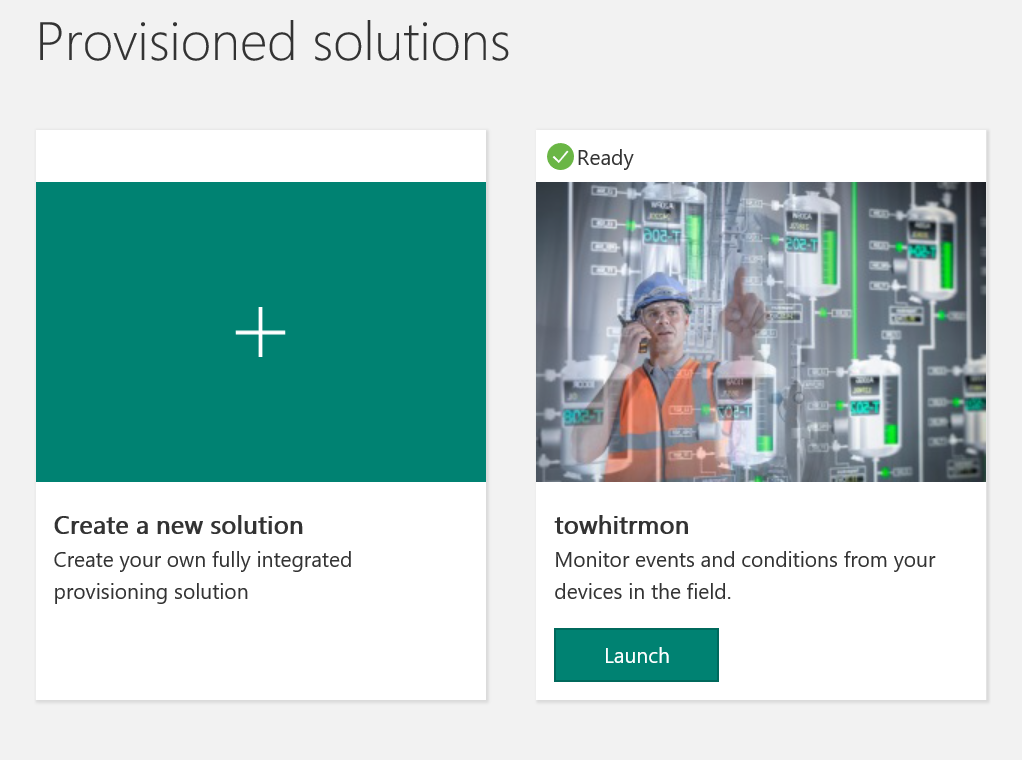 Provisioned solutions
Create a new solution
Create your own fully integrated
provisioning solution
Ready
towhitrmon
Monitor events and conditions from your
devices in the field.
Launch